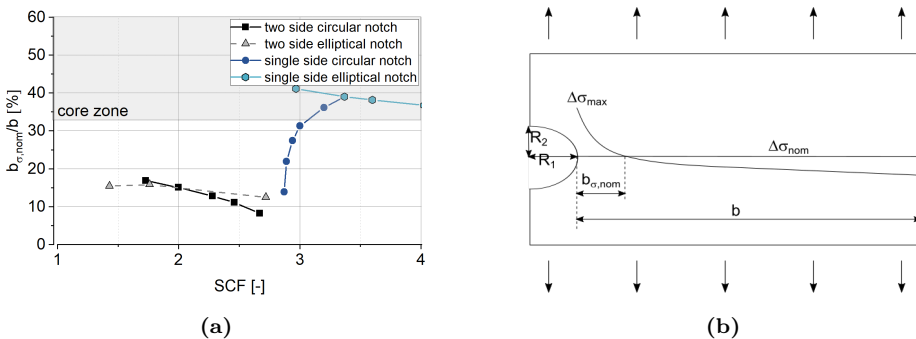 60
50
40
30
20
10
0
b_σ,nom/b [%]
1
2
3
4
SCF [-]
two side circular notch
two side elliptical notch
single side circular notch
single side elliptical notch
core zone
(a)
Δσ_max
R_2
R_1
Δσ_nom
b_σ,nom
b
(b)